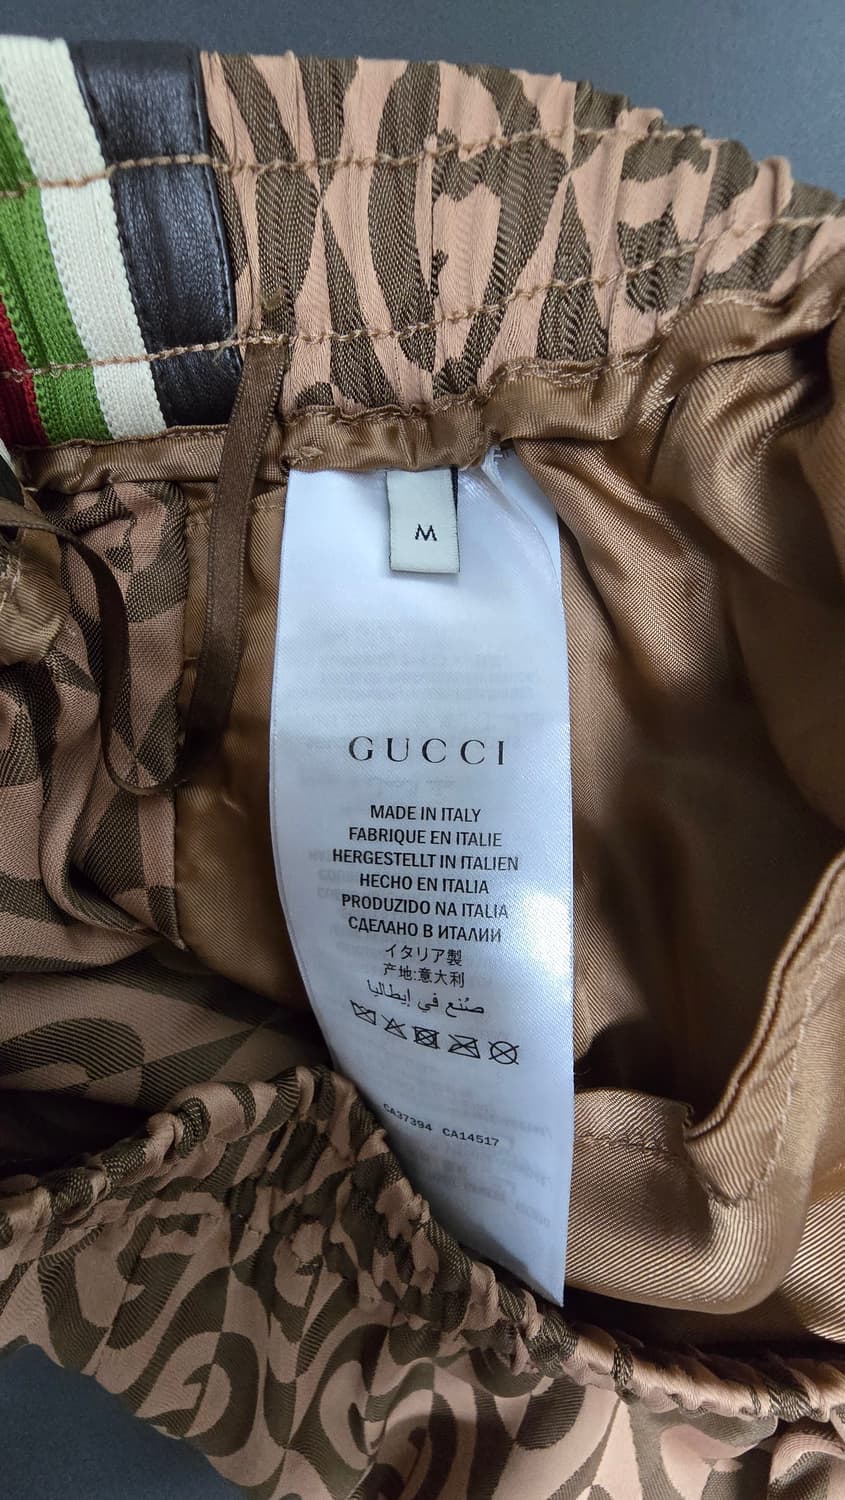 M
GUCCI
MADE IN ITALY
FABRIQUE EN ITALIE
HERGESTELLT IN ITALIEN
HECHO EN ITALIA
PRODUZIDO NA ITALIA
СДЕЛАНО В ИТАЛИИ
イタリア製
产地:意大利
صُنع في إيطاليا
CA37394 CA14517